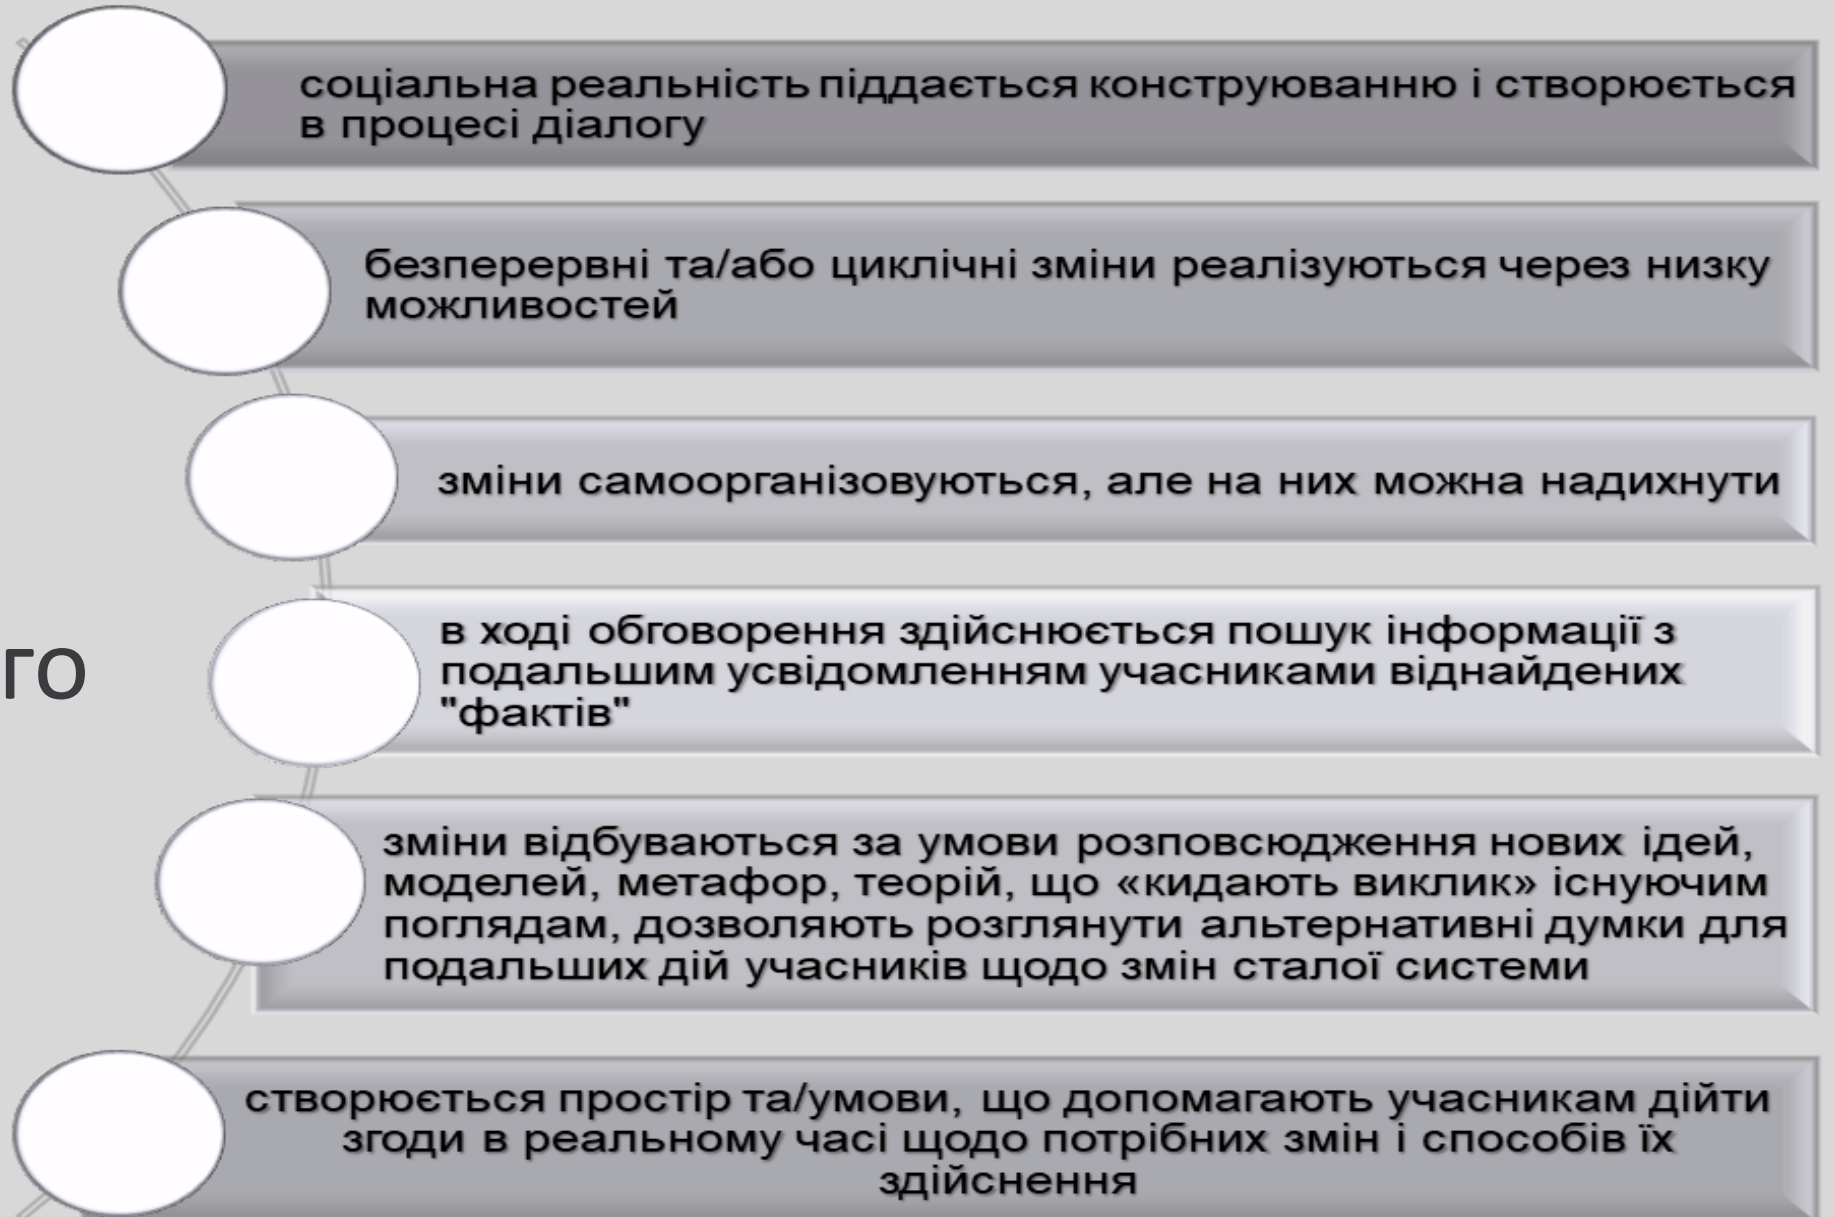 соціальна реальність піддається конструюванню і створюється
в процесі діалогу
безперервні та/або циклічні зміни реалізуються через низку
можливостей
зміни самоорганізовуються, але на них можна надихнути
го
в ході обговорення здійснюється пошук інформації з
подальшим усвідомленням учасниками віднайдених
"фактів"
зміни відбуваються за умови розповсюдження нових ідей,
моделей, метафор, теорій, що «кидають виклик» існуючим
поглядам, дозволяють розглянути альтернативні думки для
подальших дій учасників щодо змін сталої системи
створюється простір та/умови, що допомагають учасникам дійти
згоди в реальному часі щодо потрібних змін і способів їх
здійснення